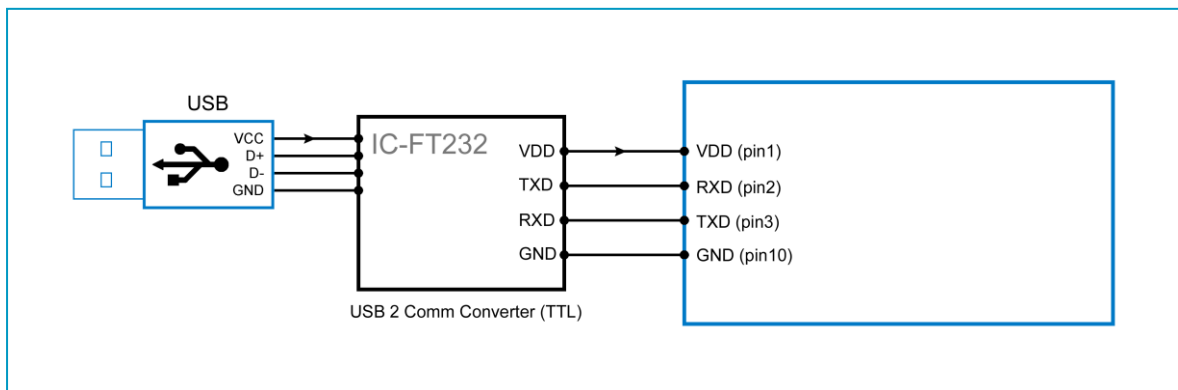 USB
VCC
D+
D-
GND
IC-FT232
VDD
TXD
RXD
GND
USB 2 Comm Converter (TTL)
VDD (pin1)
RXD (pin2)
TXD (pin3)
GND (pin10)